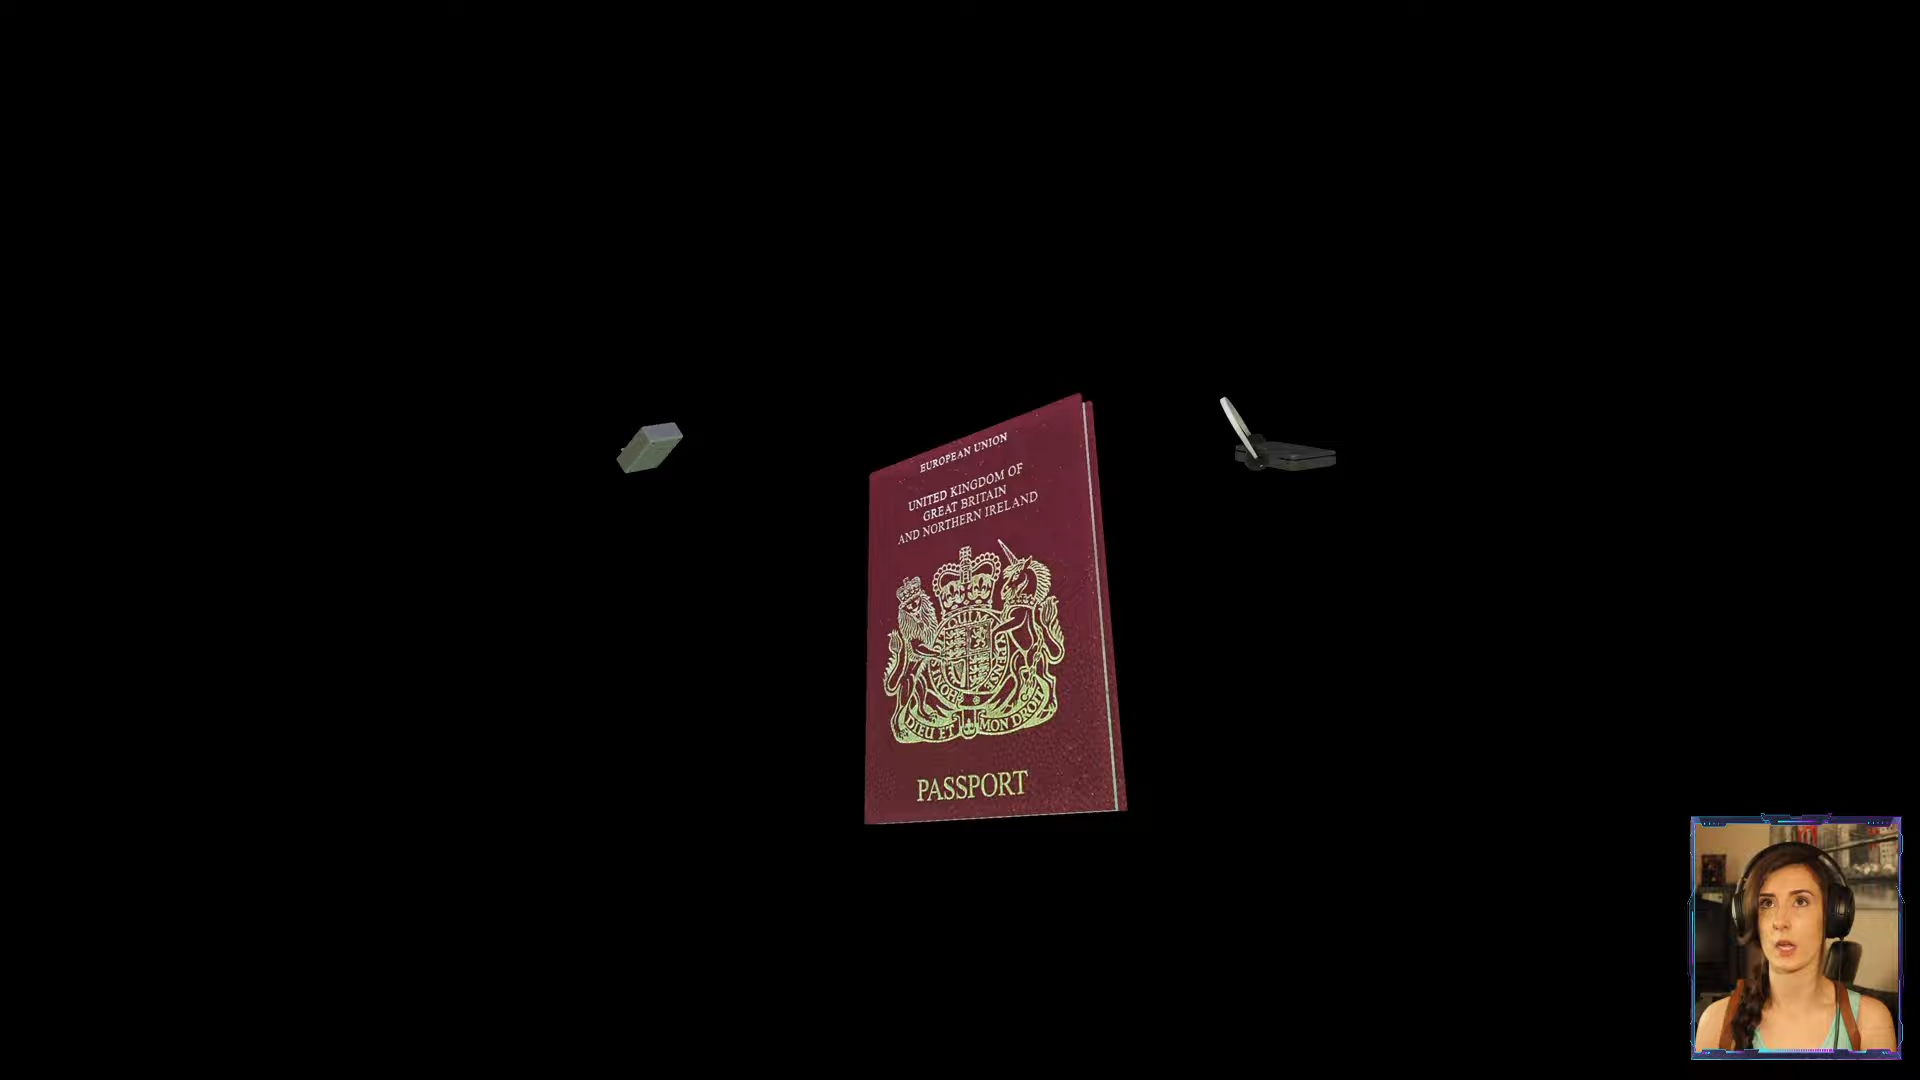 EUROPEAN UNION
UNITED KINGDOM OF
GREAT BRITAIN
AND NORTHERN IRELAND
DIEU ET MON DROIT
PASSPORT